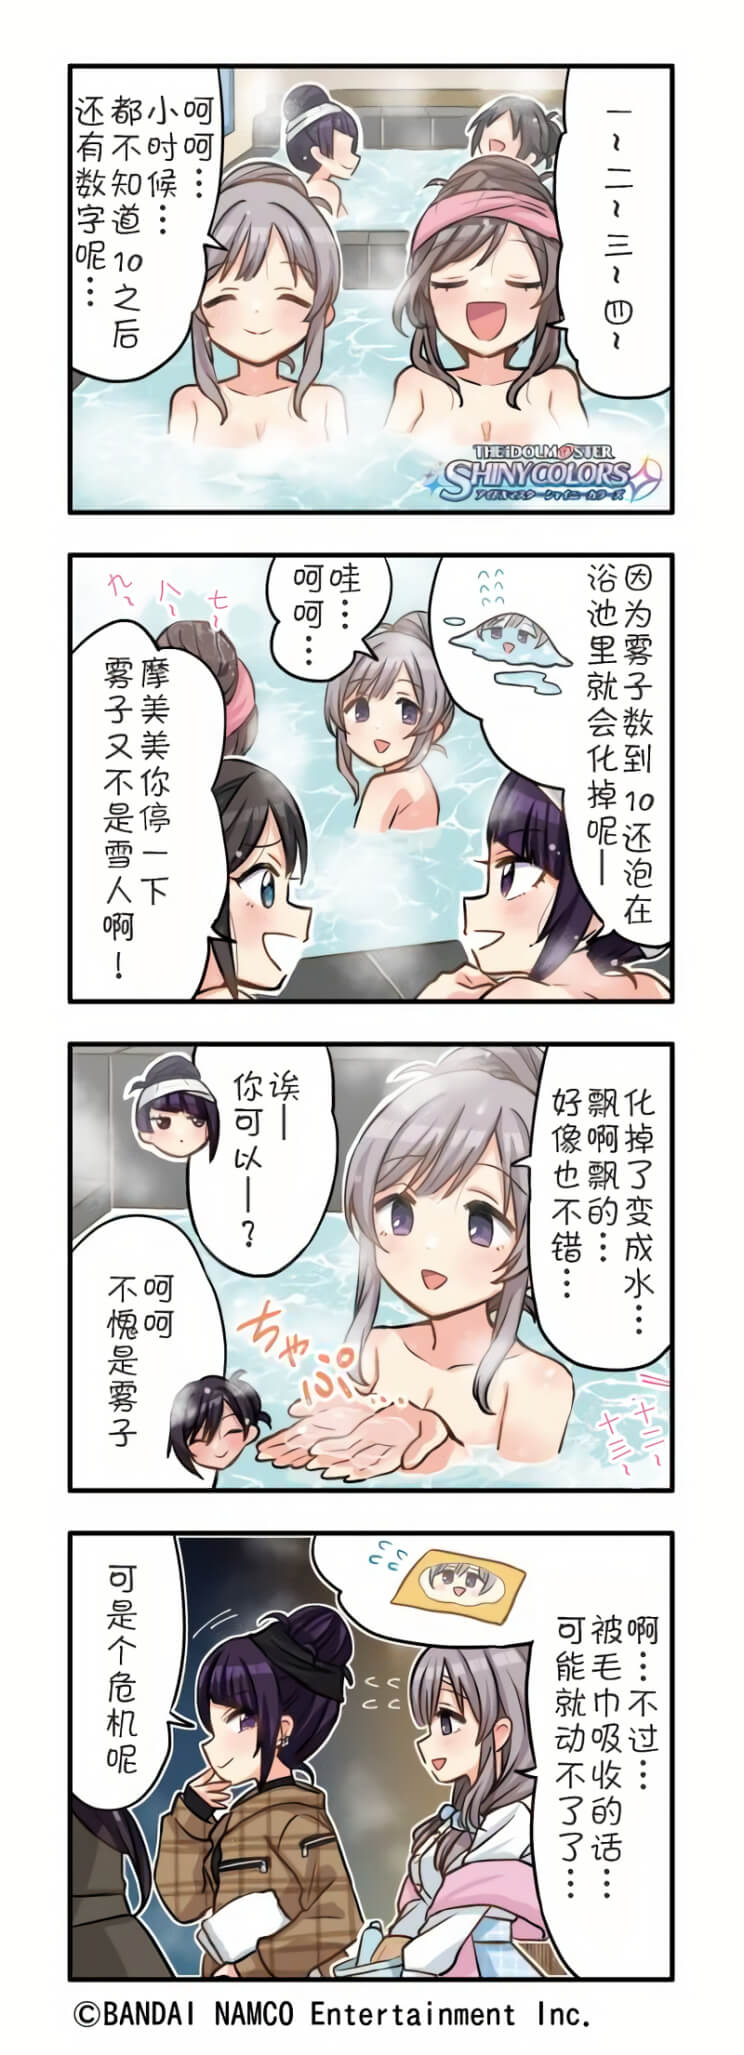 一~二~三~四~
呵呵…
小时候…
都不知道10之后
还有数字呢…
THE iDOLM@STER
SHINY COLORS
アイドルマスター シャイニーカラーズ
因为雾子数到10还泡在
浴池里就会化掉呢—
哇…
呵呵…
七~
八~
九~
摩美美你停一下
雾子又不是雪人啊！
化掉了变成水…
飘啊飘的…
好像也不错…
诶—
你可以—？
呵呵
不愧是雾子
ちゃぷ…
十二~
十三~
啊…不过…
被毛巾吸收的话…
可能就动不了了…
可是个危机呢
©BANDAI NAMCO Entertainment Inc.